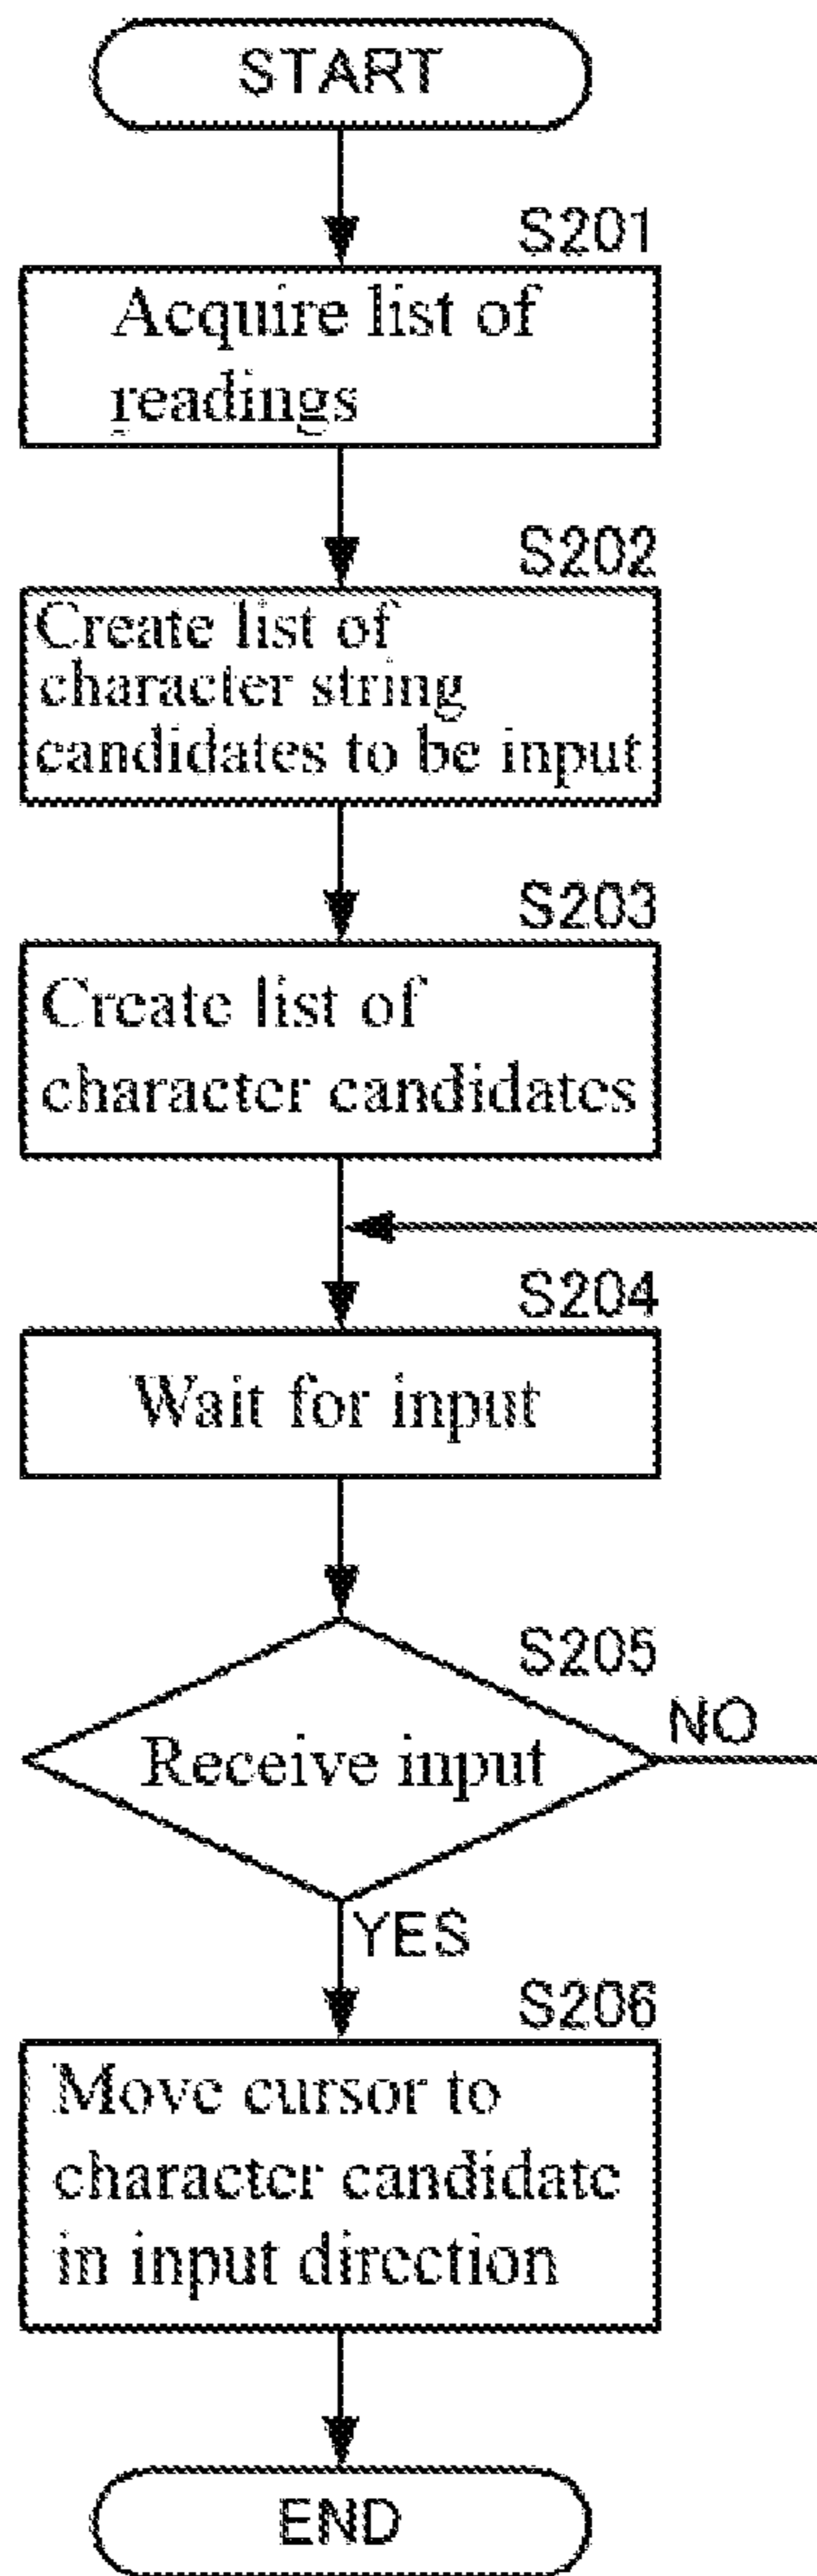 START
S201
Acquire list of
readings
S202
Create list of
character string
candidates to be input
S203
Create list of
character candidates
S204
Wait for input
S205
Receive input
NO
YES
S206
Move cursor to
character candidate
in input direction
END